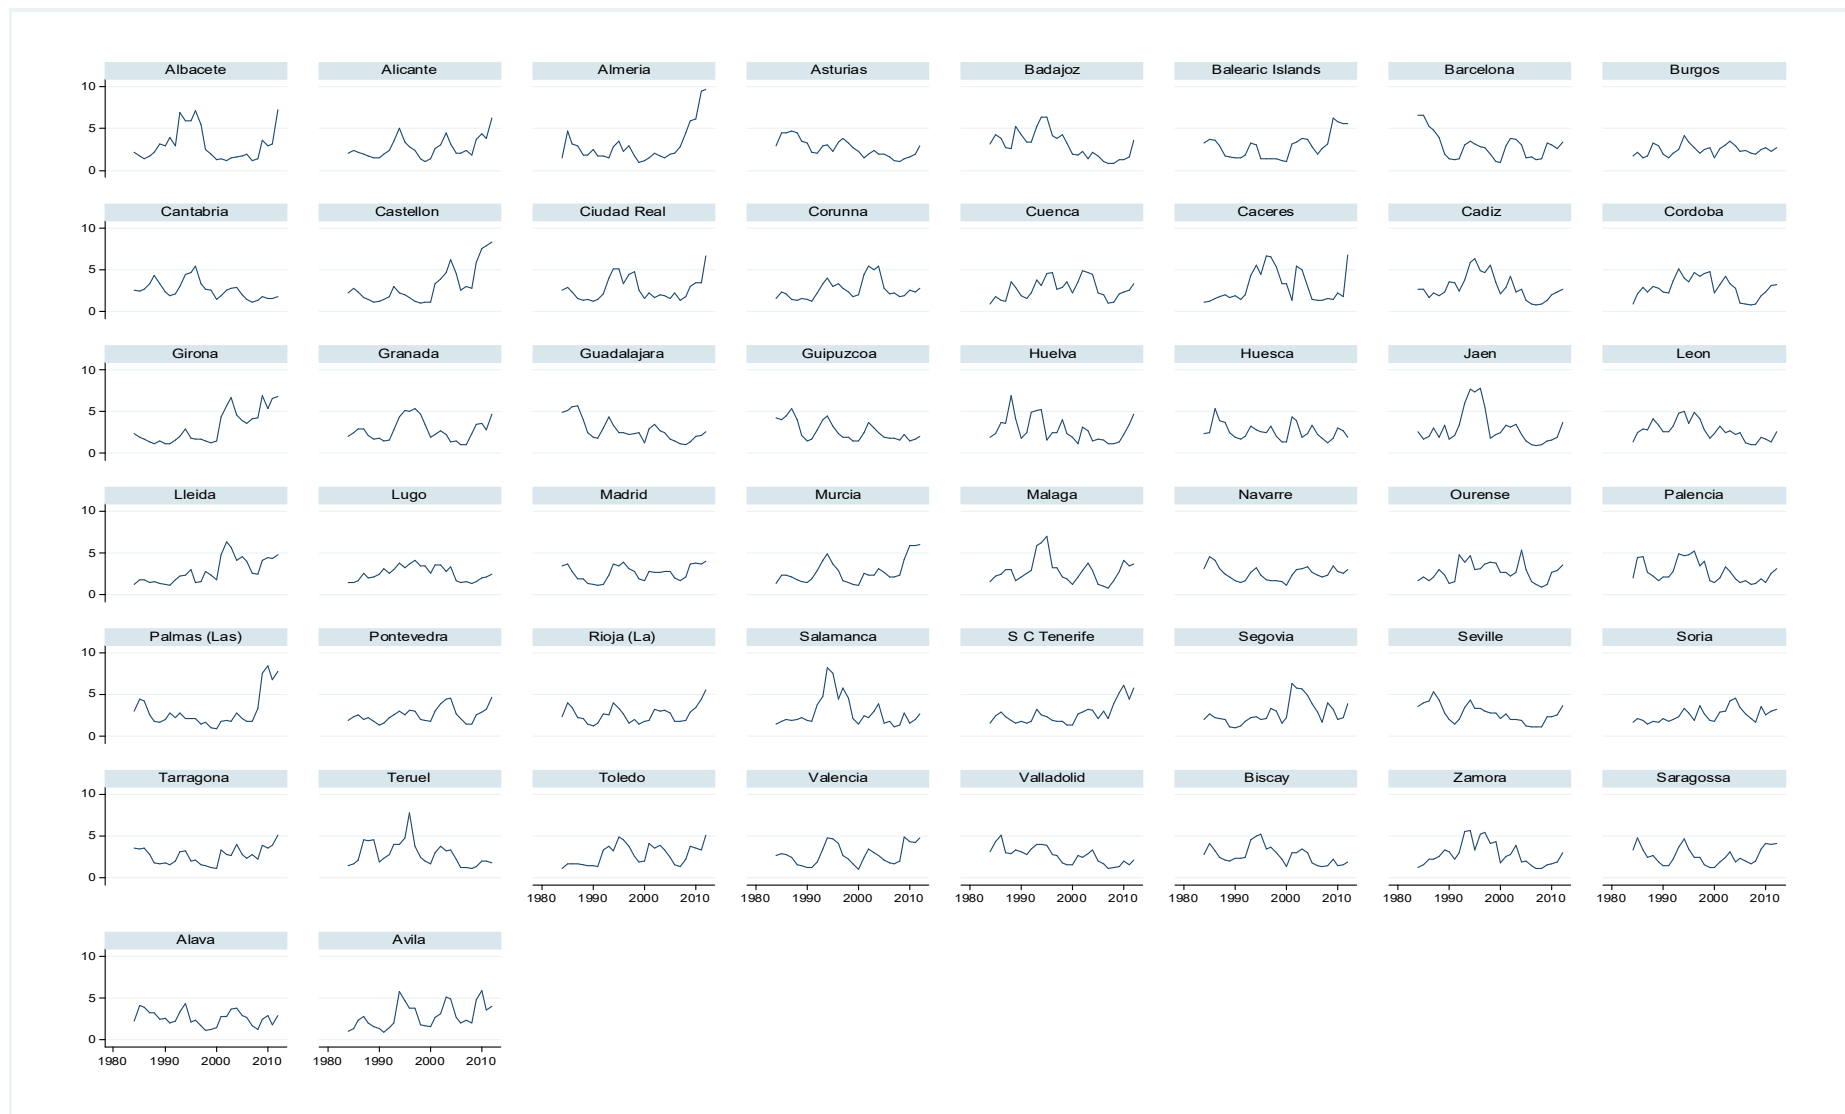 Albacete Alicante Almeria Asturias Badajoz Balearic Islands Barcelona Burgos
10
5
0
Cantabria Castellon Ciudad Real Corunna Cuenca Caceres Cadiz Cordoba
10
5
0
Girona Granada Guadalajara Guipuzcoa Huelva Huesca Jaen Leon
10
5
0
Lleida Lugo Madrid Murcia Malaga Navarre Ourense Palencia
10
5
0
Palmas (Las) Pontevedra Rioja (La) Salamanca S C Tenerife Segovia Seville Soria
10
5
0
Tarragona Teruel Toledo Valencia Valladolid Biscay Zamora Saragossa
10
5
0
1980 1990 2000 2010 1980 1990 2000 2010 1980 1990 2000 2010 1980 1990 2000 2010 1980 1990 2000 2010 1980 1990 2000 2010
Alava Avila
10
5
0
1980 1990 2000 2010 1980 1990 2000 2010